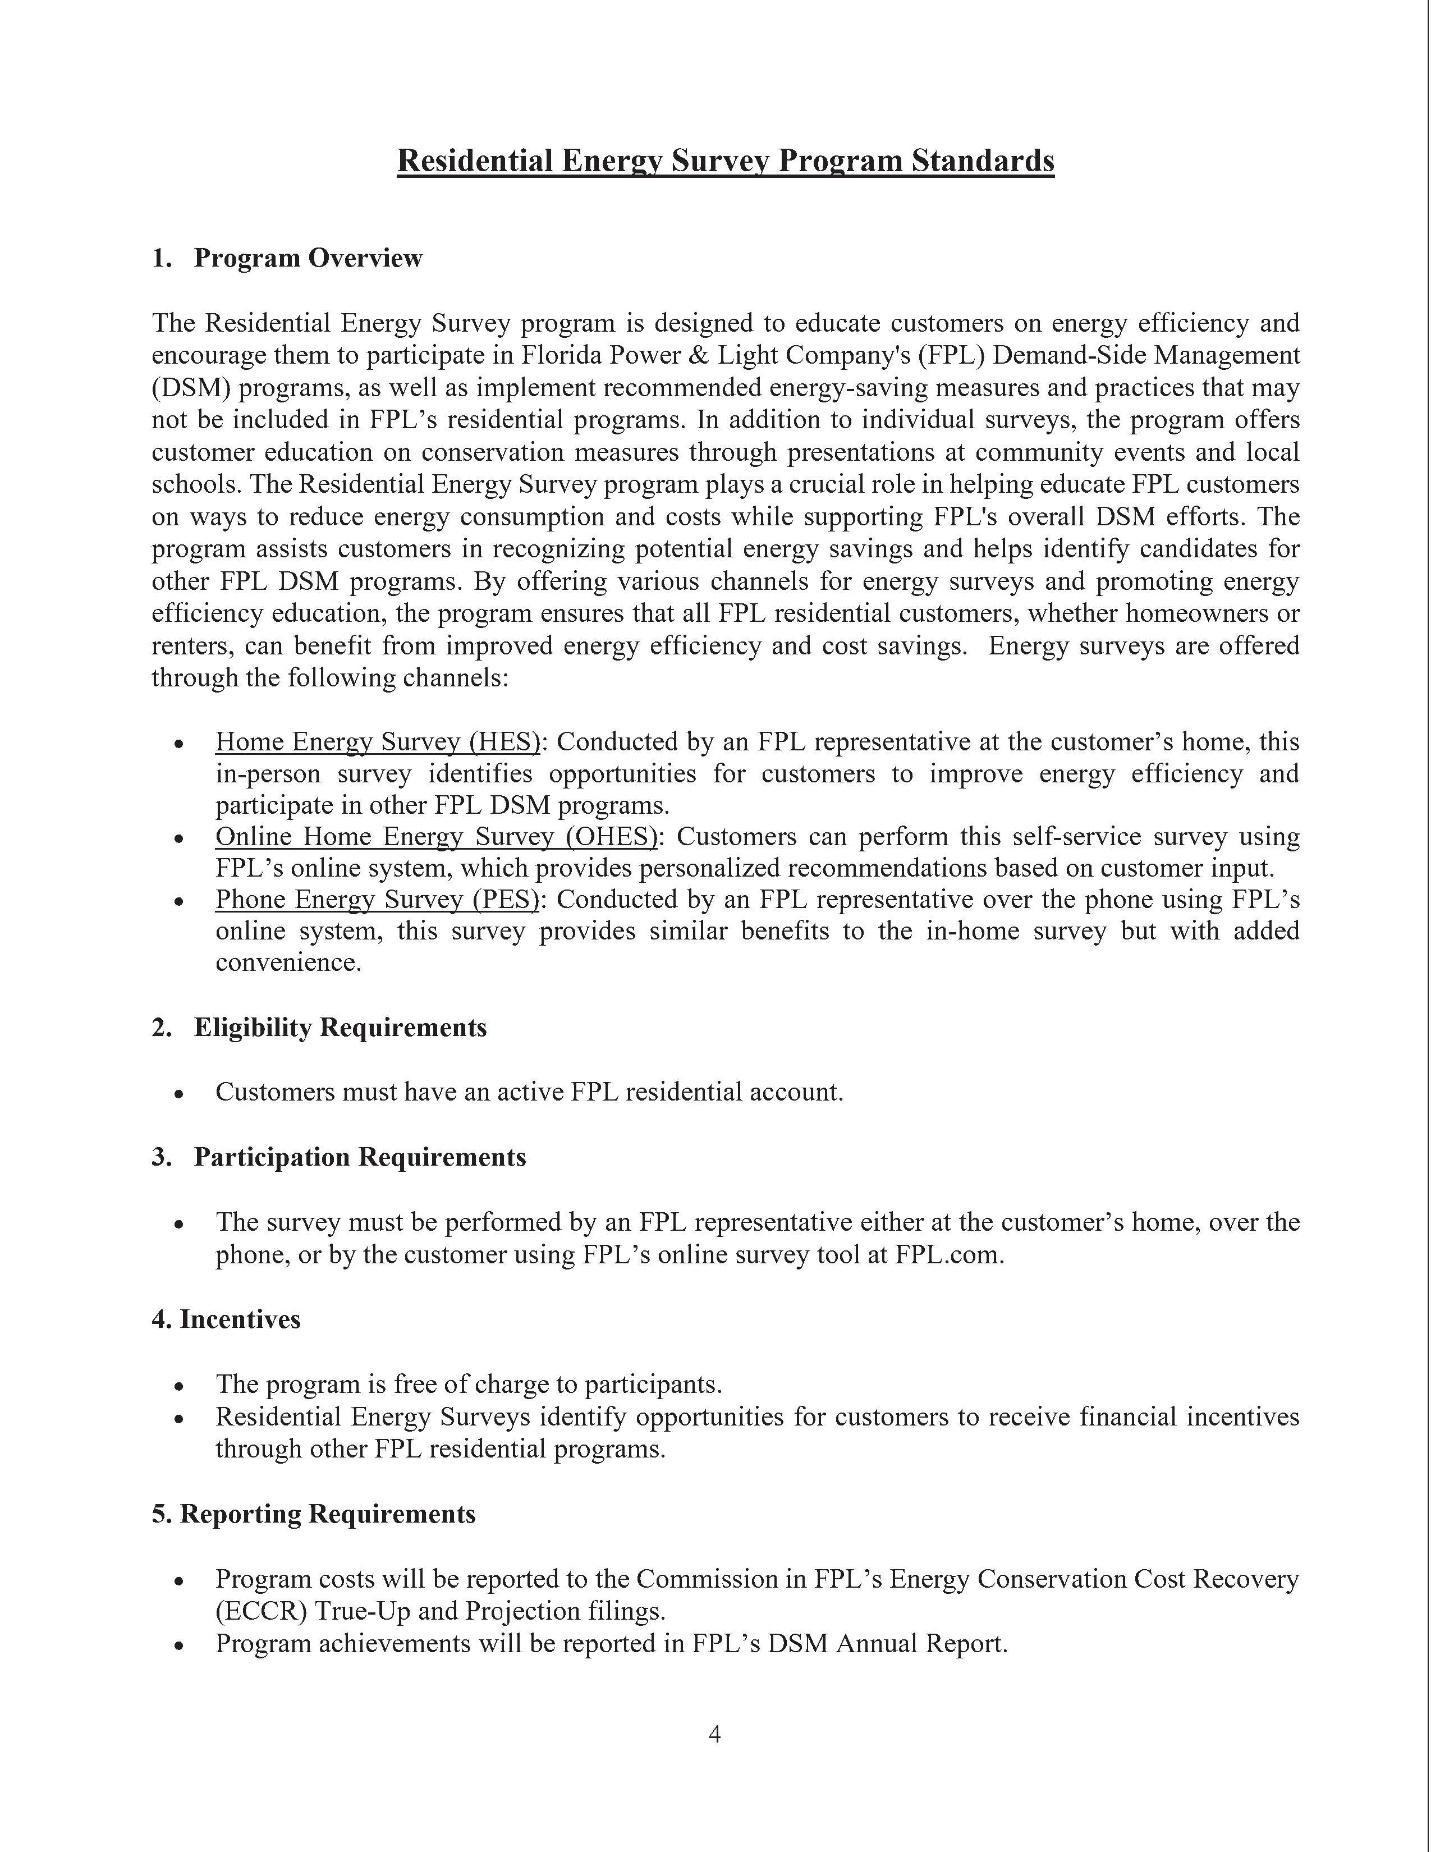 Residential Energy Survey Program Standards
1. Program Overview
The Residential Energy Survey program is designed to educate customers on energy efficiency and
encourage them to participate in Florida Power & Light Company's (FPL) Demand-Side Management
(DSM) programs, as well as implement recommended energy-saving measures and practices that may
not be included in FPL’s residential programs. In addition to individual surveys, the program offers
customer education on conservation measures through presentations at community events and local
schools. The Residential Energy Survey program plays a crucial role in helping educate FPL customers
on ways to reduce energy consumption and costs while supporting FPL's overall DSM efforts. The
program assists customers in recognizing potential energy savings and helps identify candidates for
other FPL DSM programs. By offering various channels for energy surveys and promoting energy
efficiency education, the program ensures that all FPL residential customers, whether homeowners or
renters, can benefit from improved energy efficiency and cost savings.  Energy surveys are offered
through the following channels:
• Home Energy Survey (HES): Conducted by an FPL representative at the customer’s home, this
in-person survey identifies opportunities for customers to improve energy efficiency and
participate in other FPL DSM programs.
• Online Home Energy Survey (OHES): Customers can perform this self-service survey using
FPL’s online system, which provides personalized recommendations based on customer input.
• Phone Energy Survey (PES): Conducted by an FPL representative over the phone using FPL’s
online system, this survey provides similar benefits to the in-home survey but with added
convenience.
2. Eligibility Requirements
• Customers must have an active FPL residential account.
3. Participation Requirements
• The survey must be performed by an FPL representative either at the customer’s home, over the
phone, or by the customer using FPL’s online survey tool at FPL.com.
4. Incentives
• The program is free of charge to participants.
• Residential Energy Surveys identify opportunities for customers to receive financial incentives
through other FPL residential programs.
5. Reporting Requirements
• Program costs will be reported to the Commission in FPL’s Energy Conservation Cost Recovery
(ECCR) True-Up and Projection filings.
• Program achievements will be reported in FPL’s DSM Annual Report.
4